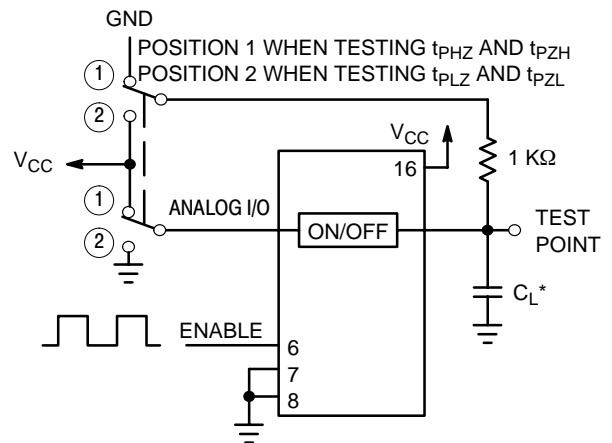 GND
POSITION 1 WHEN TESTING tPHZ AND tPZH
1
POSITION 2 WHEN TESTING tPLZ AND tPZL
2
VCC
VCC
16
1 KΩ
1
ANALOG I/O
ON/OFF
TEST
POINT
2
CL*
ENABLE
6
7
8